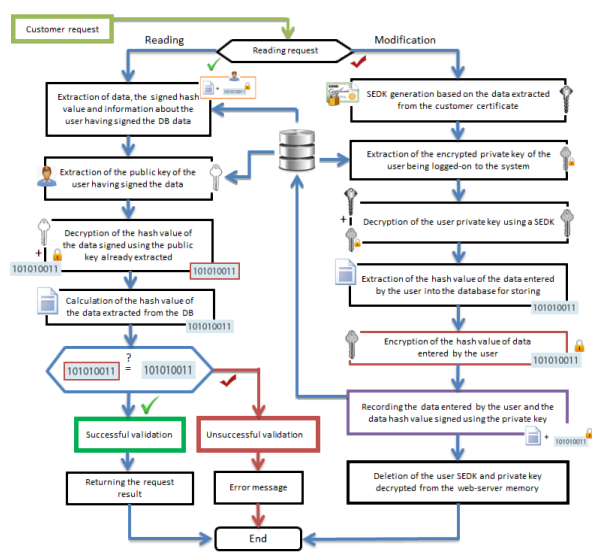 Customer request
Reading
Modification
Reading request
Extraction of data, the signed hash
value and information about the
user having signed the DB data
+
101010011
SEDK generation based on the data extracted
from the customer certificate
Extraction of the public key of the
user having signed the data
Extraction of the encrypted private key of the
user being logged-on to the system
Decryption of the hash value of
the data signed using the public
key already extracted
+
101010011
101010011
+
Decryption of the user private key using a SEDK
Calculation of the hash value of
the data extracted from the DB
101010011
Extraction of the hash value of the data entered
by the user into the database for storing
101010011
Encryption of the hash value of data
entered by the user
101010011
?
101010011 = 101010011
Recording the data entered by the user and the
data hash value signed using the private key
+ 101010011
Successful validation
Unsuccessful validation
Returning the request
result
Error message
Deletion of the user SEDK and private key
decrypted from the web-server memory
End